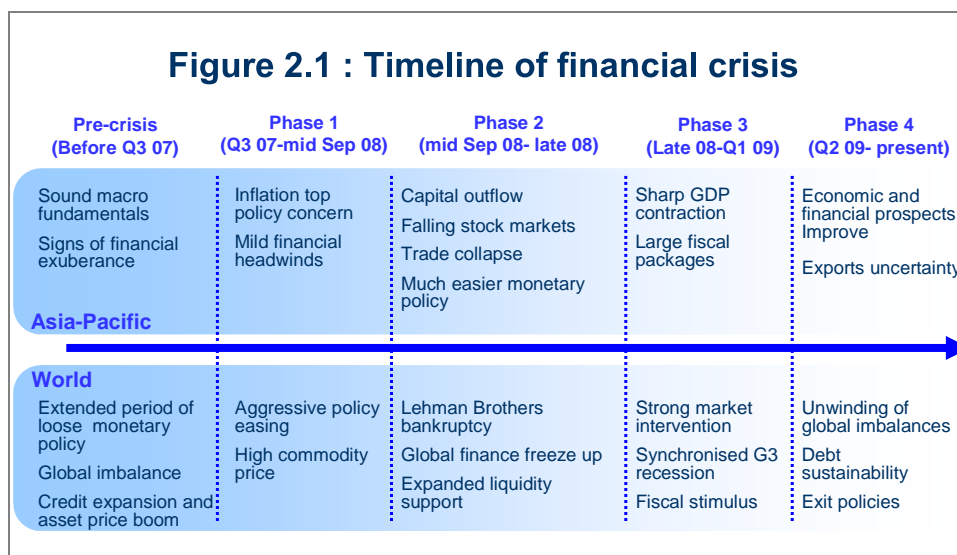 Figure 2.1 : Timeline of financial crisis
Pre-crisis
(Before Q3 07)
Phase 1
(Q3 07-mid Sep 08)
Phase 2
(mid Sep 08- late 08)
Phase 3
(Late 08-Q1 09)
Phase 4
(Q2 09- present)
Sound macro
fundamentals
Signs of financial
exuberance
Inflation top
policy concern
Mild financial
headwinds
Capital outflow
Falling stock markets
Trade collapse
Much easier monetary
policy
Sharp GDP
contraction
Large fiscal
packages
Economic and
financial prospects
Improve
Exports uncertainty
Asia-Pacific
World
Extended period of
loose monetary
policy
Global imbalance
Credit expansion and
asset price boom
Aggressive policy
easing
High commodity
price
Lehman Brothers
bankruptcy
Global finance freeze up
Expanded liquidity
support
Strong market
intervention
Synchronised G3
recession
Fiscal stimulus
Unwinding of
global imbalances
Debt
sustainability
Exit policies